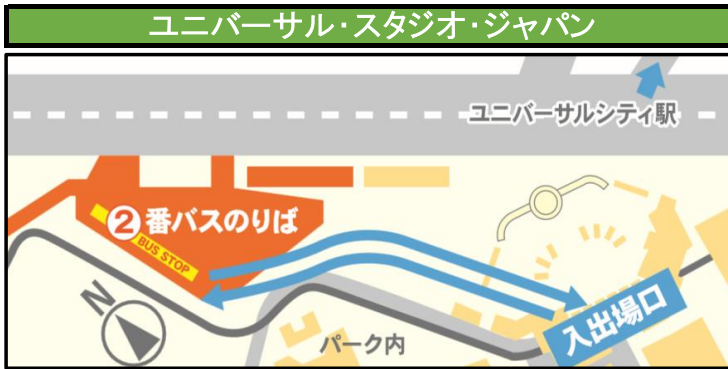 ユニバーサル・スタジオ・ジャパン
ユニバーサルシティ駅
②番バスのりば
BUS STOP
N
入出場口
パーク内